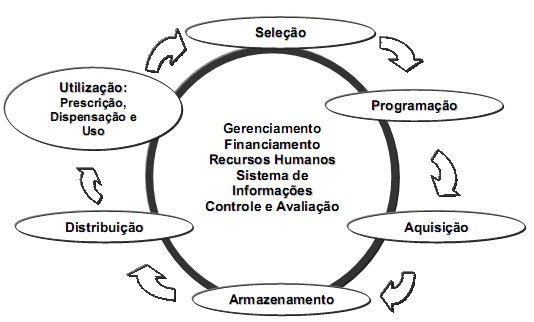 Seleção
Programação
Aquisição
Armazenamento
Distribuição
Utilização:
Prescrição,
Dispensação e
Uso
Gerenciamento
Financiamento
Recursos Humanos
Sistema de
Informações
Controle e Avaliação